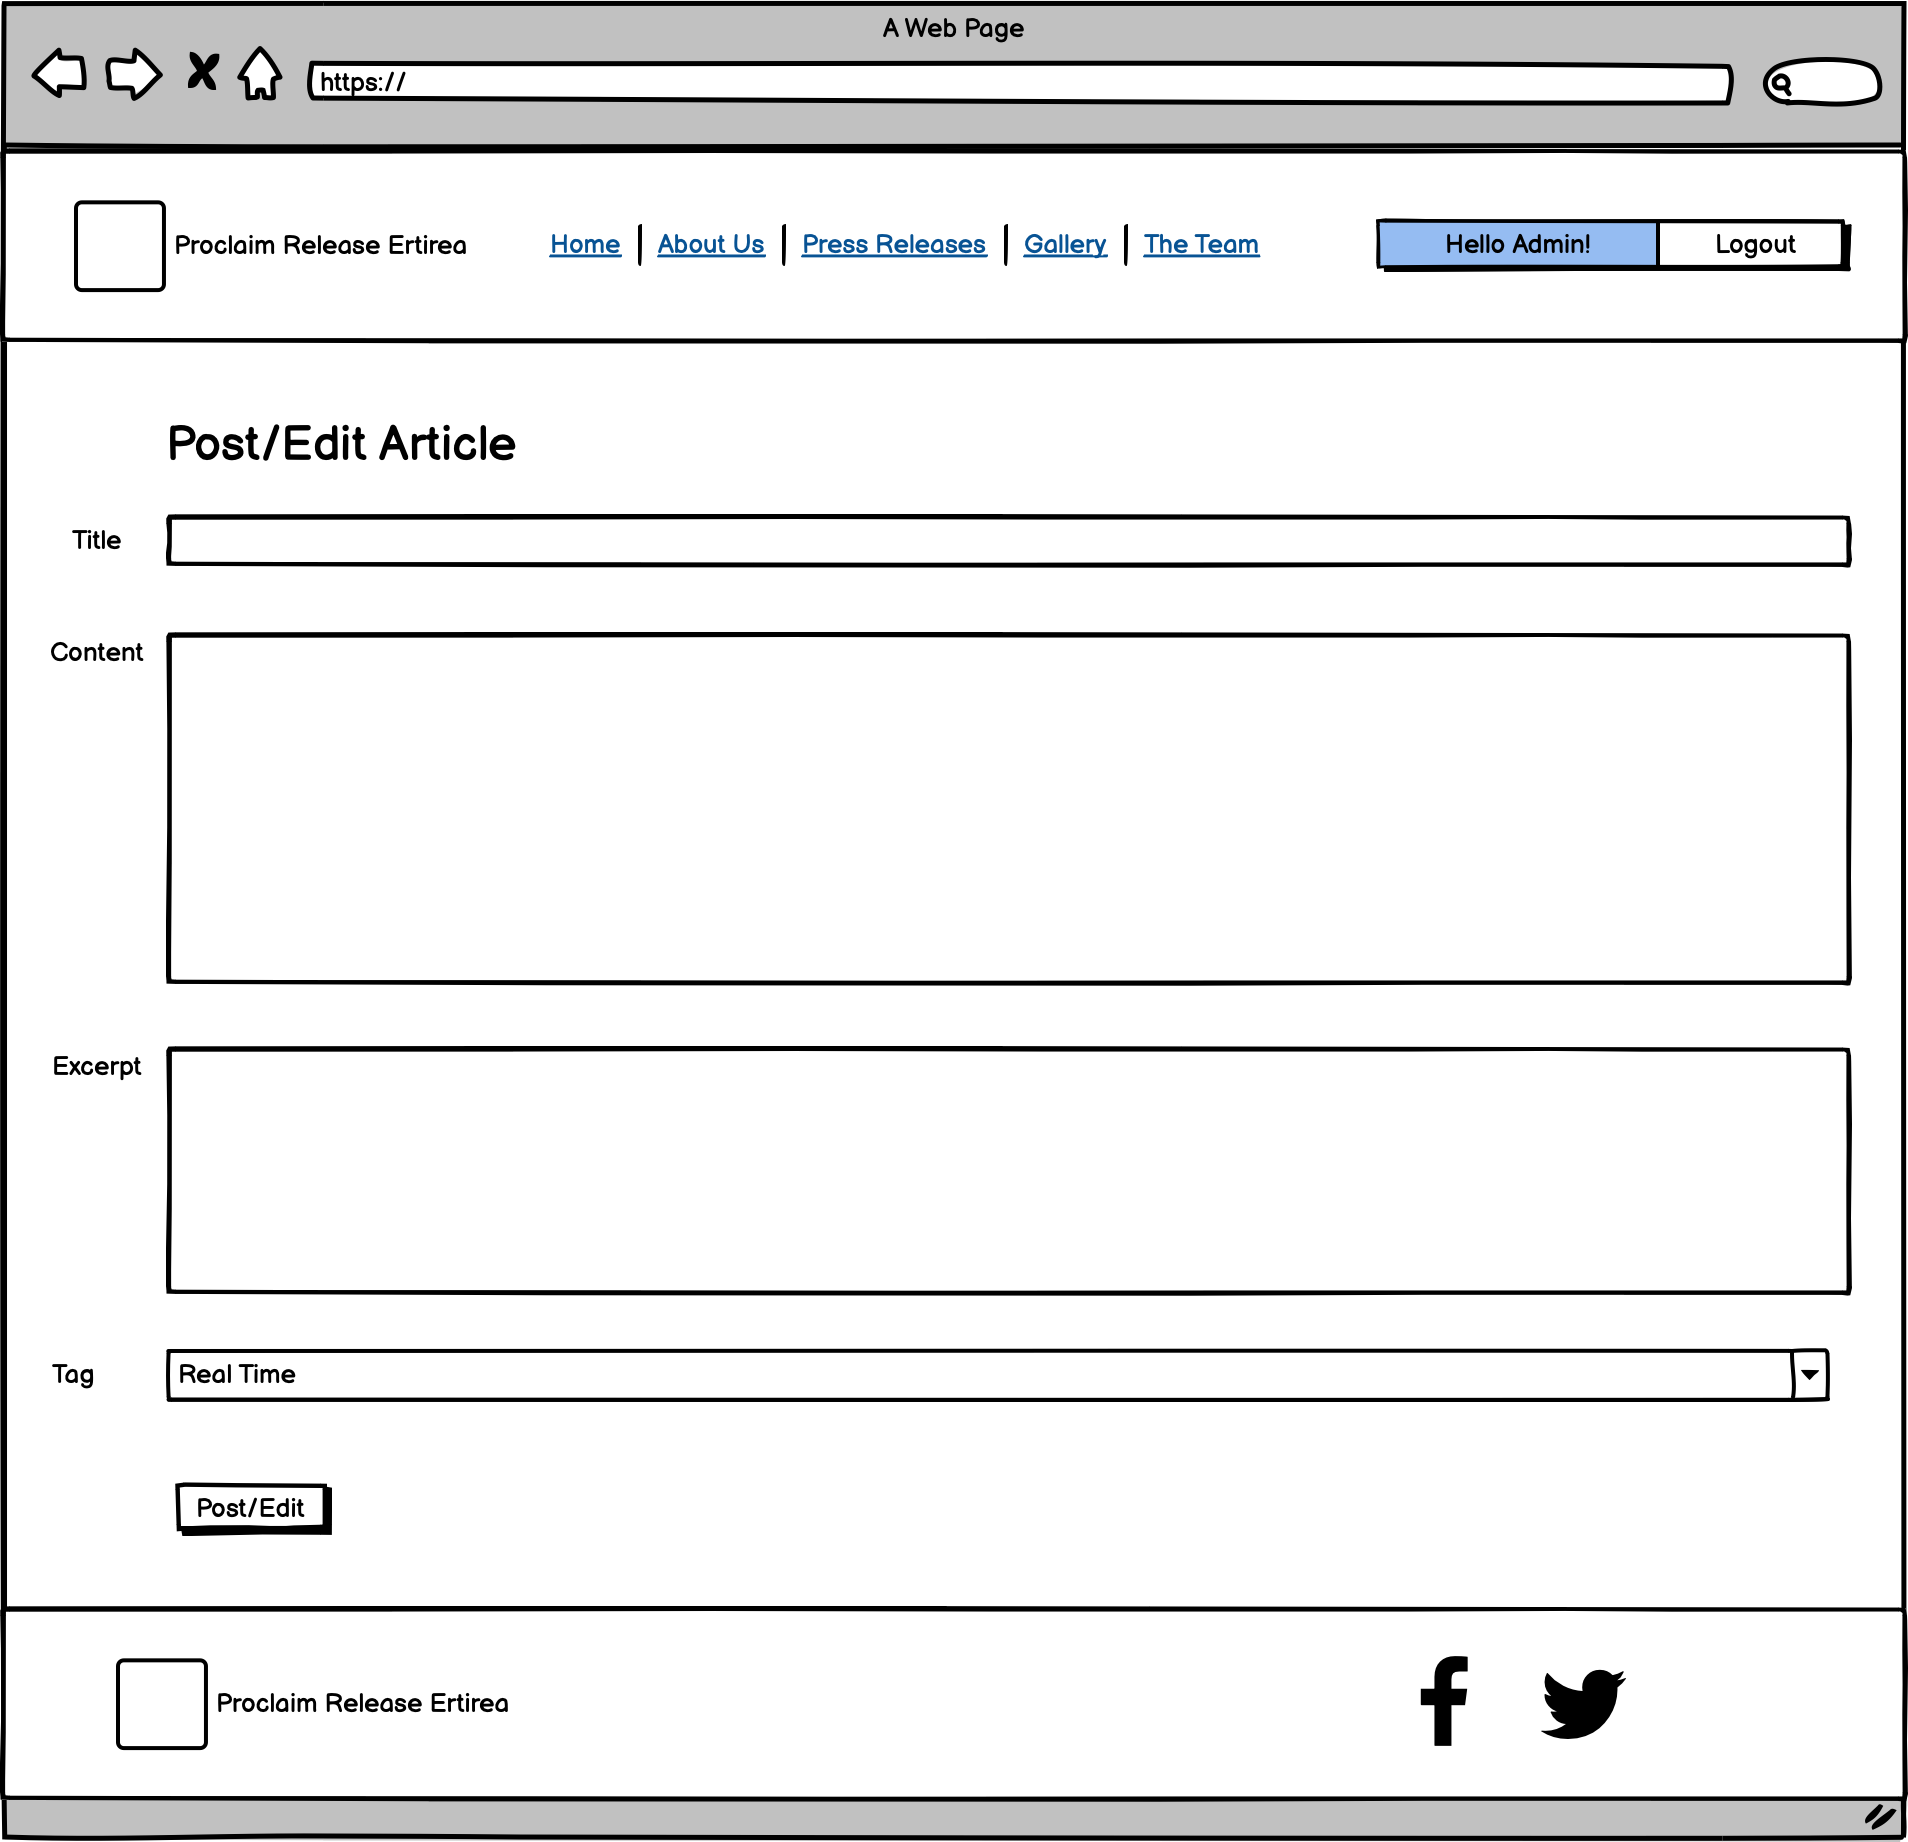 A Web Page
https://
Proclaim Release Ertirea
Home
About Us
Press Releases
Gallery
The Team
Hello Admin!
Logout
Post/Edit Article
Title
Content
Excerpt
Tag
Real Time
Post/Edit
Proclaim Release Ertirea